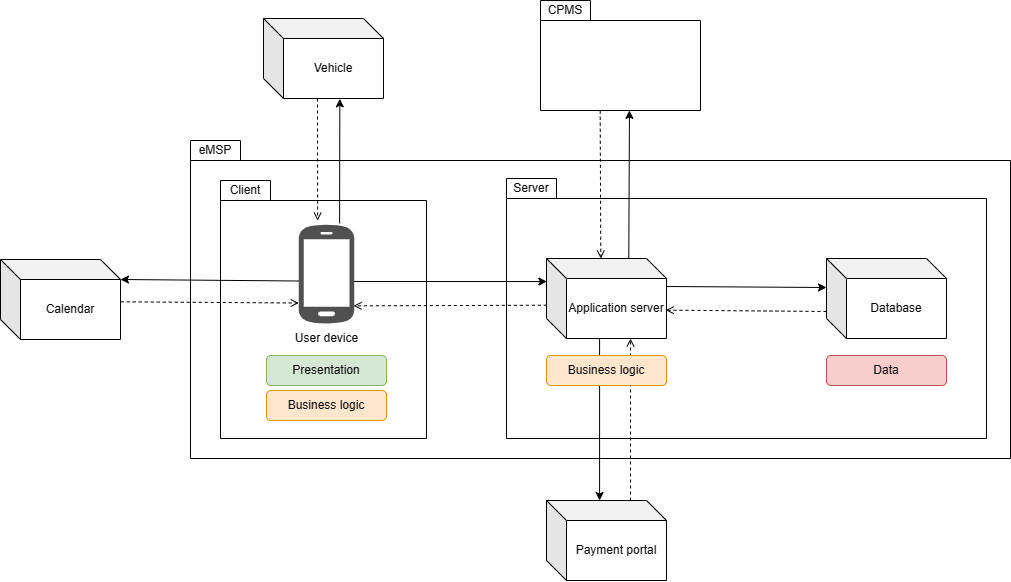 CPMS
Vehicle
eMSP
Client
Server
Calendar
Application server
Database
User device
Presentation
Business logic
Business logic
Data
Payment portal